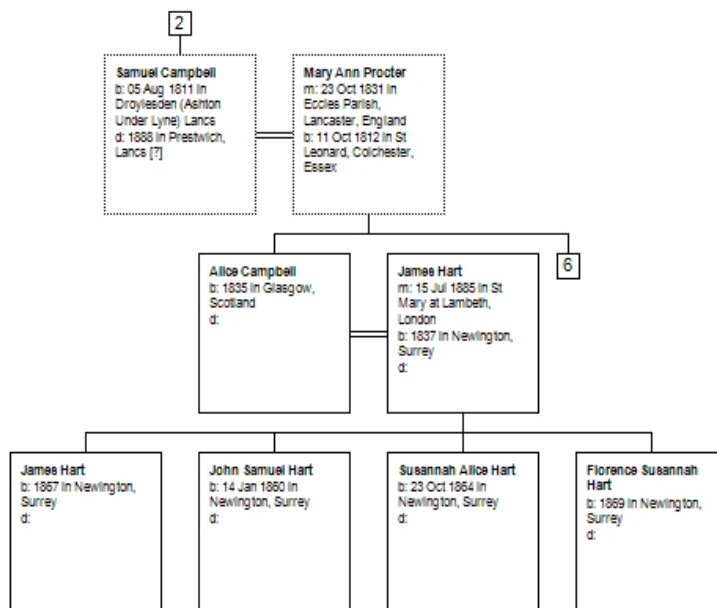 2
Samuel Campbell
b: 05 Aug 1811 in
Droylesden (Ashton
Under Lyne) Lancs
d: 1888 in Prestwich,
Lancs [?]
Mary Ann Procter
m: 23 Oct 1831 in
Eccles Parish,
Lancaster, England
b: 11 Oct 1812 in St
Leonard, Colchester,
Essex
6
Alice Campbell
b: 1835 in Glasgow,
Scotland
d:
James Hart
m: 15 Jul 1885 in St
Mary at Lambeth,
London
b: 1837 in Newington,
Surrey
d:
James Hart
b: 1867 in Newington,
Surrey
d:
John Samuel Hart
b: 14 Jan 1860 in
Newington, Surrey
d:
Susannah Alice Hart
b: 23 Oct 1864 in
Newington, Surrey
d:
Florence Susannah
Hart
b: 1869 in Newington,
Surrey
d: